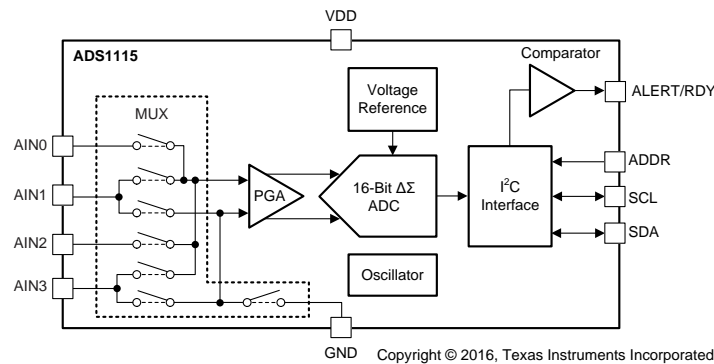 VDD
ADS1115
Comparator
MUX
Voltage
Reference
ALERT/RDY
AIN0
ADDR
AIN1
PGA
16-Bit ΔΣ
ADC
I²C
Interface
SCL
AIN2
SDA
AIN3
Oscillator
GND
Copyright © 2016, Texas Instruments Incorporated